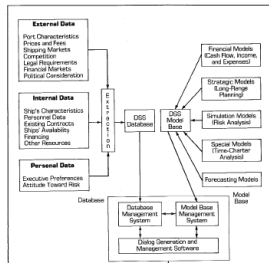 External Data
Port Characteristics
Prices and Fees
Shipping Markets
Competition
Legal Requirements
Financial Markets
Political Consideration
Internal Data
Ship's Characteristics
Personnel Data
Existing Contracts
Ships' Availability
Financing
Other Resources
Personal Data
Executive Preferences
Attitude Toward Risk
Extraction
DSS
Database
DSS
Model
Base
Financial Models
(Cash Flow, Income,
and Expenses)
Strategic Models
(Long-Range
Planning)
Simulation Models
(Risk Analysis)
Special Models
(Time-Charter
Analysis)
Forecasting Models
Database
Model
Base
Database
Management
System
Model Base
Management
System
Dialog Generation and
Management Software